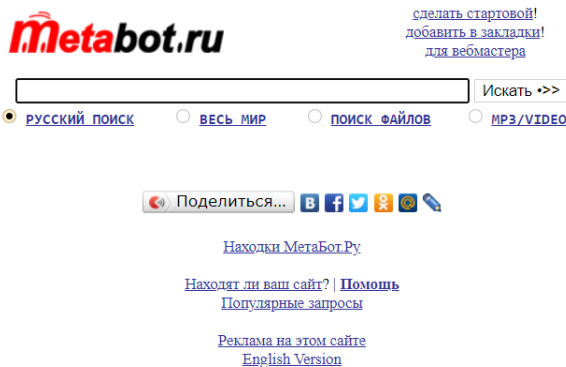 Metabot.ru
сделать стартовой!
добавить в закладки!
для вебмастера
Искать •>>
РУССКИЙ ПОИСК ВЕСЬ МИР ПОИСК ФАЙЛОВ MP3/VIDEO
Поделиться...
Находки МетаБот.Ру
Находят ли ваш сайт? | Помощь
Популярные запросы
Реклама на этом сайте
English Version